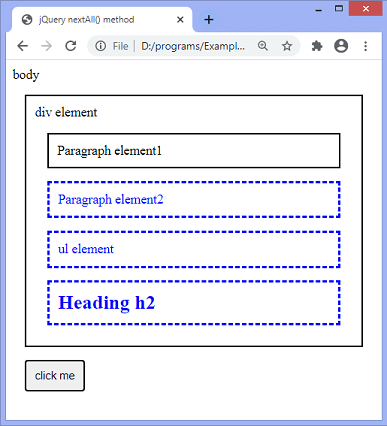 jQuery nextAll() method
File | D:/programs/Exampl...
body
div element
Paragraph element1
Paragraph element2
ul element
Heading h2
click me